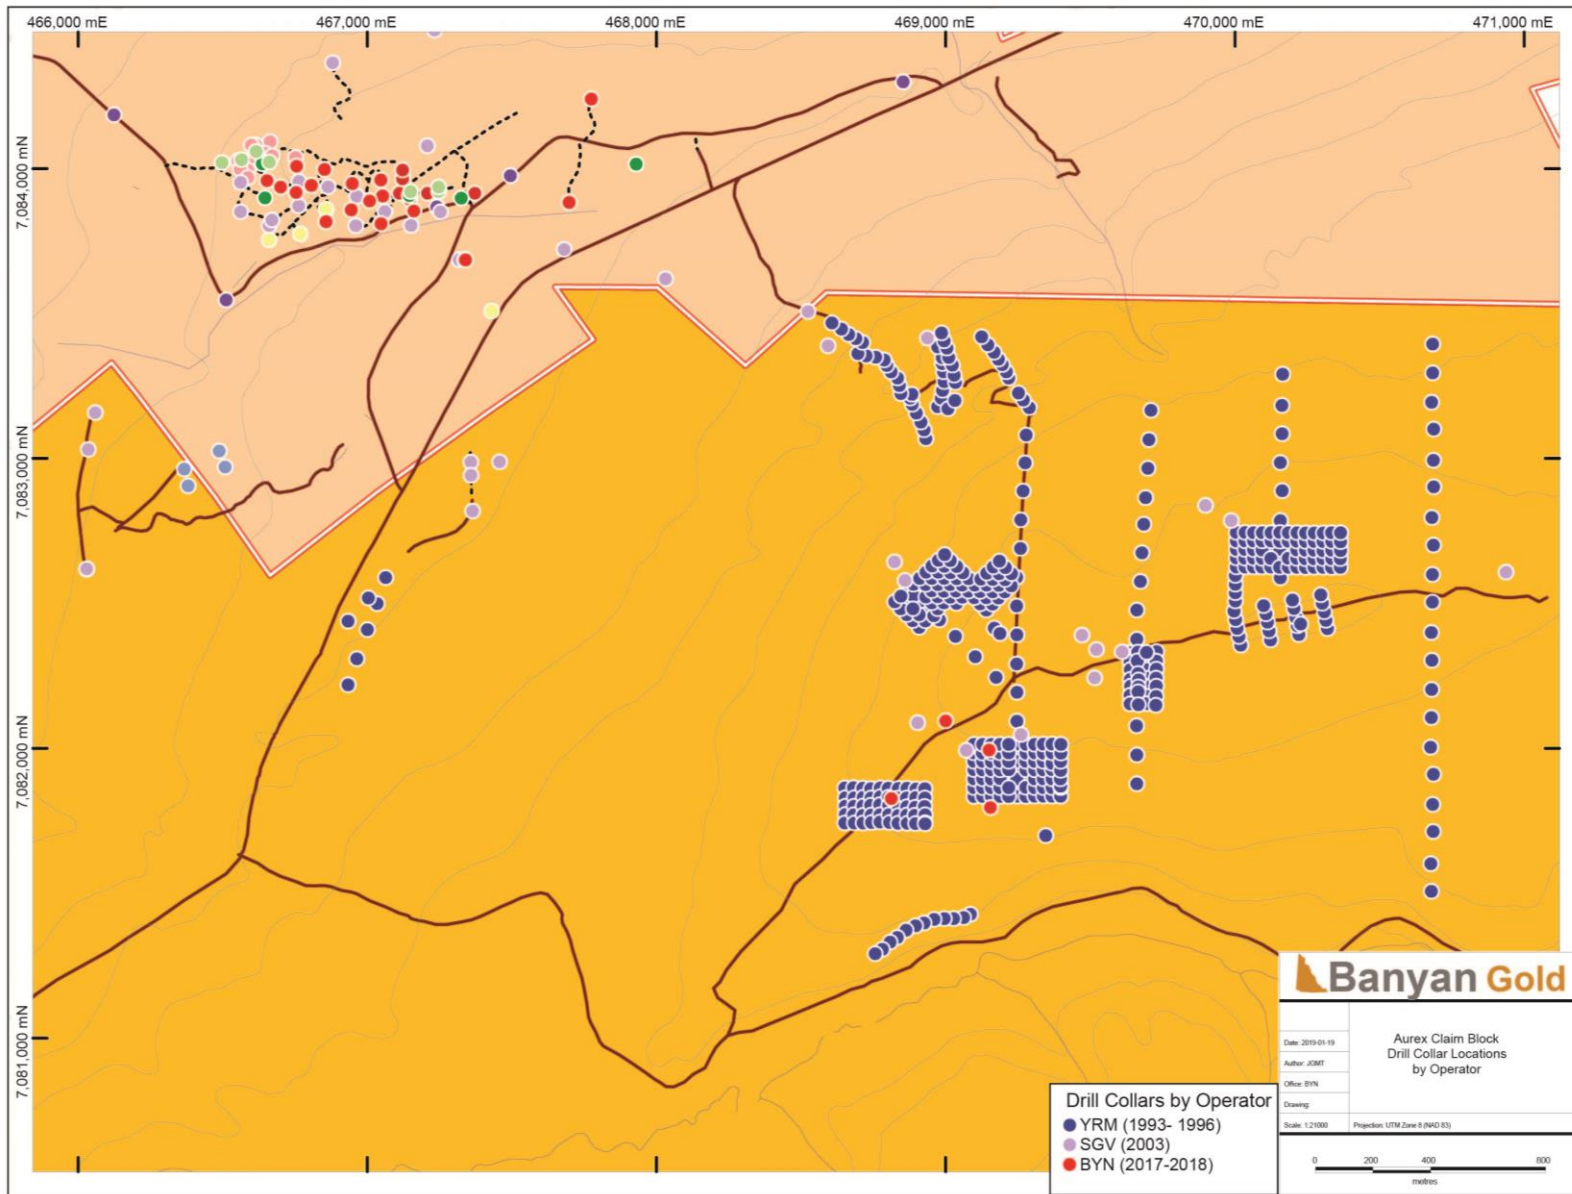 466,000 mE
467,000 mE
468,000 mE
469,000 mE
470,000 mE
471,000 mE
7,084,000 mN
7,083,000 mN
7,082,000 mN
7,081,000 mN
Drill Collars by Operator
YRM (1993- 1996)
SGV (2003)
BYN (2017-2018)
Banyan Gold
Aurex Claim Block
Drill Collar Locations
by Operator
Date: 2019-01-19
Author: JGMT
Office: BYN
Drawing:
Scale: 1:21000
Projection: UTM Zone 8 (NAD 83)
0 200 400 800
metres